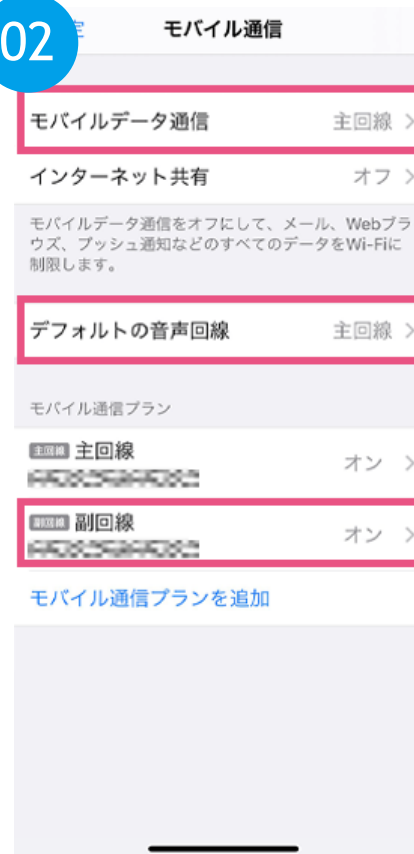 02
定
モバイル通信
モバイルデータ通信 主回線
インターネット共有 オフ
モバイルデータ通信をオフにして、メール、Webブラ
ウズ、プッシュ通知などのすべてのデータをWi-Fiに
制限します。
デフォルトの音声回線 主回線
モバイル通信プラン
主回線 主回線 オン
副回線 副回線 オン
モバイル通信プランを追加